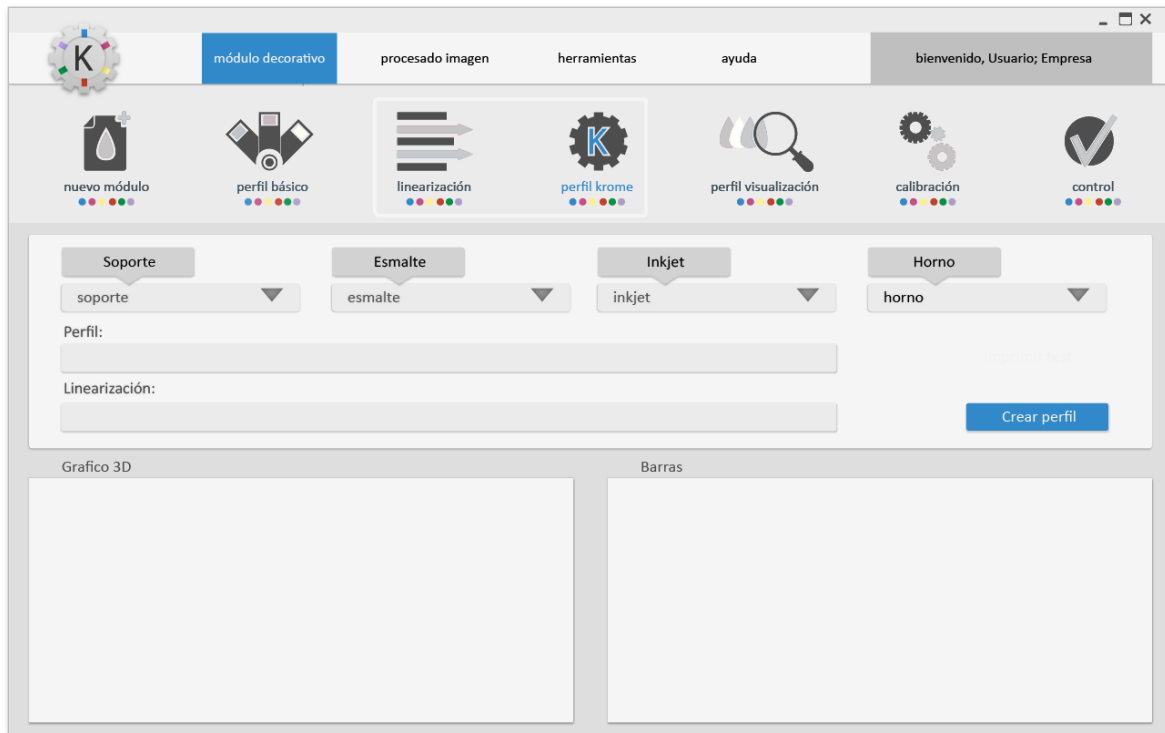 K
módulo decorativo
procesado imagen
herramientas
ayuda
bienvenido, Usuario; Empresa
nuevo módulo
perfil básico
linearización
K
perfil krome
perfil visualización
calibración
control
Soporte
Esmalte
Inkjet
Horno
soporte
esmalte
inkjet
horno
Perfil:
Linearización:
Crear perfil
Grafico 3D
Barras